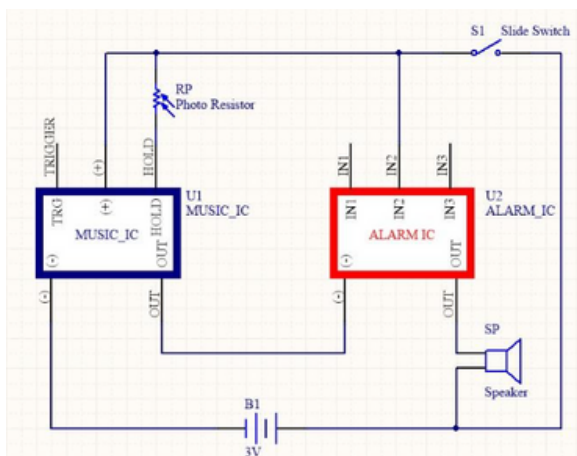 S1
Slide Switch
RP
Photo Resistor
TRIGGER
(+)
HOLD
IN1
IN2
IN3
U1
MUSIC_IC
TRG
(+)
HOLD
MUSIC_IC
(-)
OUT
U2
ALARM_IC
IN1
IN2
IN3
ALARM IC
(-)
OUT
(-)
OUT
(-)
OUT
SP
Speaker
B1
3V